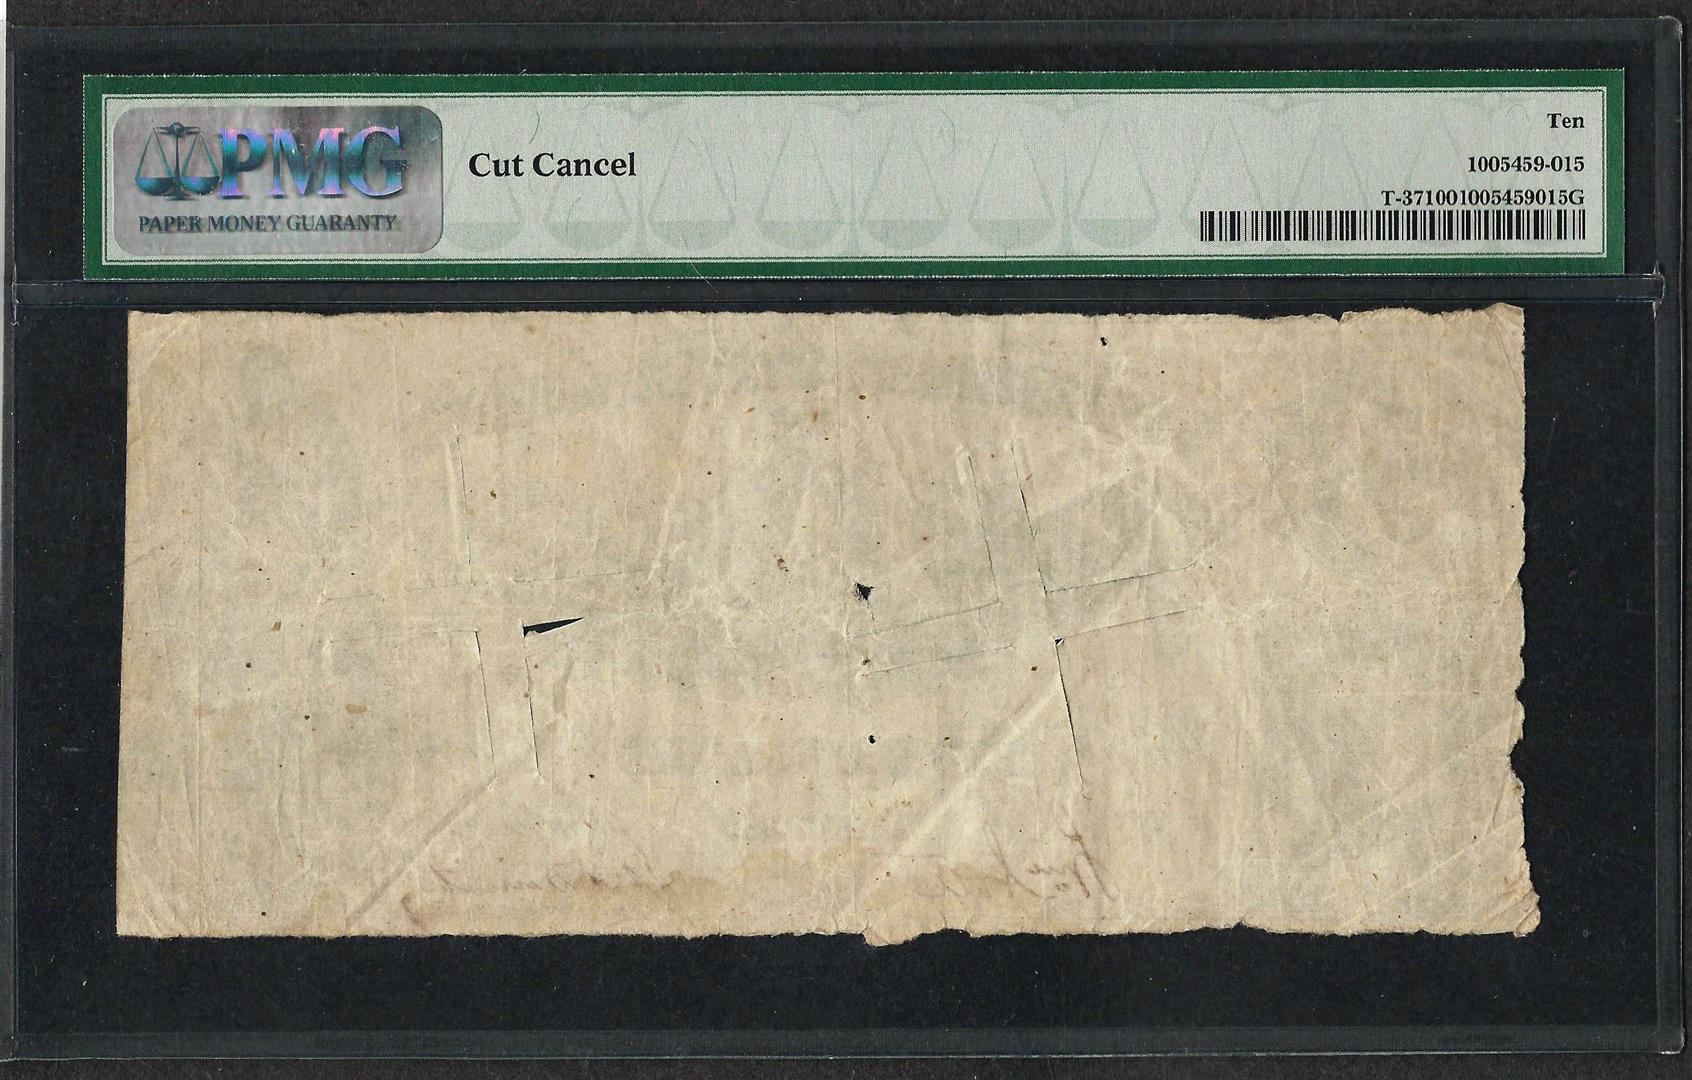 PMG
PAPER MONEY GUARANTY
Cut Cancel
Ten
1005459-015
T-371001005459015G